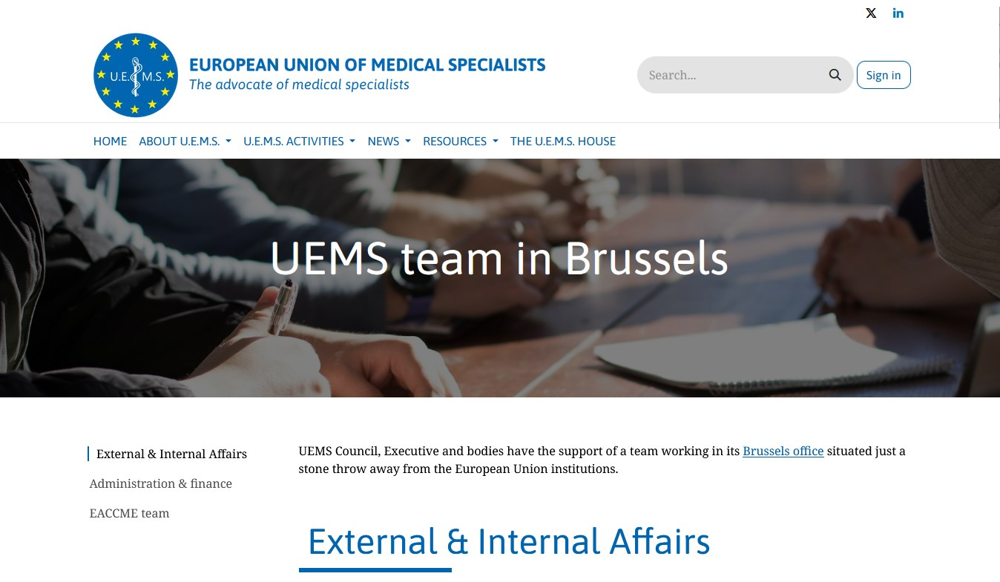 U.E.M.S.
EUROPEAN UNION OF MEDICAL SPECIALISTS
The advocate of medical specialists
Search...
Sign in
HOME
ABOUT U.E.M.S.
U.E.M.S. ACTIVITIES
NEWS
RESOURCES
THE U.E.M.S. HOUSE
UEMS team in Brussels
External & Internal Affairs
Administration & finance
EACCME team
UEMS Council, Executive and bodies have the support of a team working in its Brussels office situated just a
stone throw away from the European Union institutions.
External & Internal Affairs